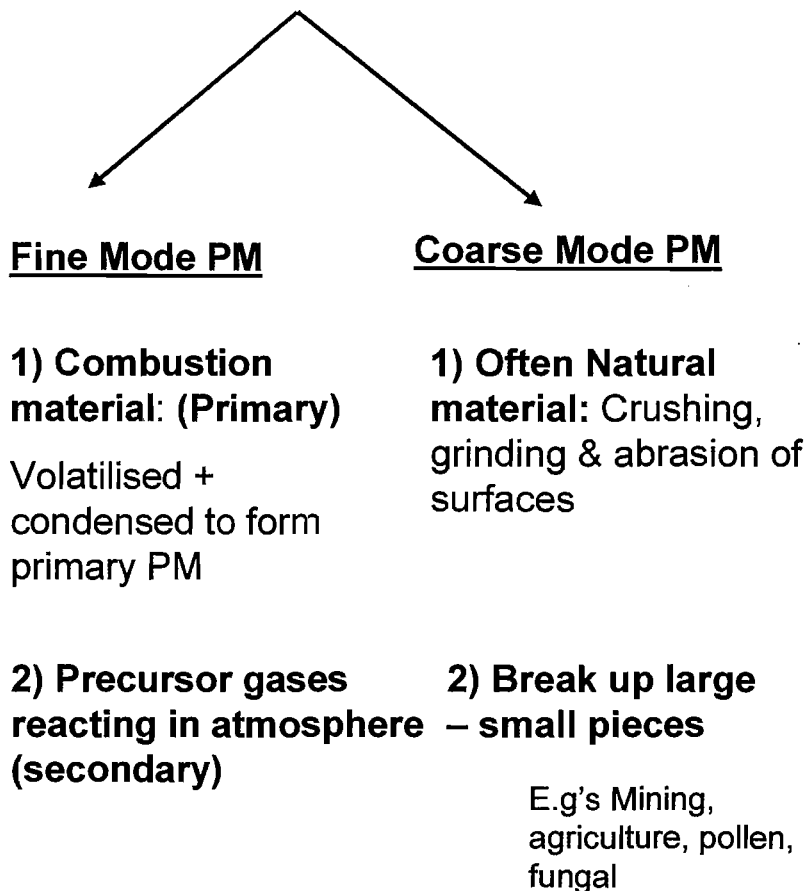 Fine Mode PM
Coarse Mode PM
1) Combustion
material: (Primary)
Volatilised +
condensed to form
primary PM
1) Often Natural
material: Crushing,
grinding & abrasion of
surfaces
2) Precursor gases
reacting in atmosphere
(secondary)
2) Break up large
– small pieces
E.g's Mining,
agriculture, pollen,
fungal